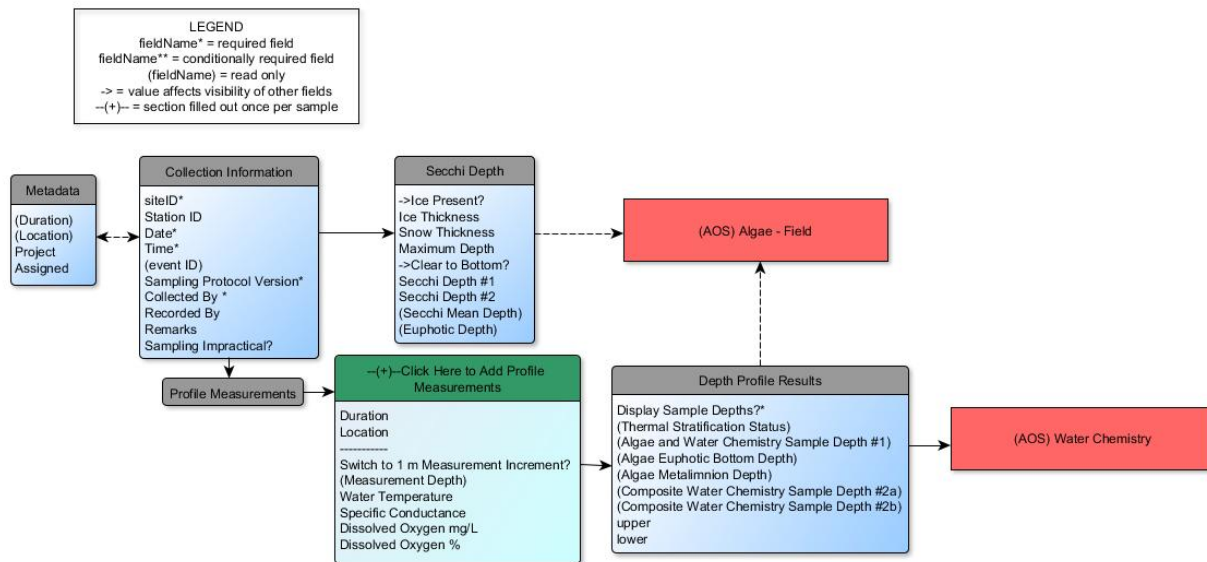 LEGEND
fieldName* = required field
fieldName** = conditionally required field
(fieldName) = read only
-> = value affects visibility of other fields
--(+)-- = section filled out once per sample
Metadata
(Duration)
(Location)
Project
Assigned
Collection Information
siteID*
Station ID
Date*
Time*
(event ID)
Sampling Protocol Version*
Collected By *
Recorded By
Remarks
Sampling Impractical?
Secchi Depth
->Ice Present?
Ice Thickness
Snow Thickness
Maximum Depth
->Clear to Bottom?
Secchi Depth #1
Secchi Depth #2
(Secchi Mean Depth)
(Euphotic Depth)
(AOS) Algae - Field
Profile Measurements
--(+)--Click Here to Add Profile
Measurements
Duration
Location
-----------
Switch to 1 m Measurement Increment?
(Measurement Depth)
Water Temperature
Specific Conductance
Dissolved Oxygen mg/L
Dissolved Oxygen %
Depth Profile Results
Display Sample Depths?*
(Thermal Stratification Status)
(Algae and Water Chemistry Sample Depth #1)
(Algae Euphotic Bottom Depth)
(Algae Metalimnion Depth)
(Composite Water Chemistry Sample Depth #2a)
(Composite Water Chemistry Sample Depth #2b)
upper
lower
(AOS) Water Chemistry